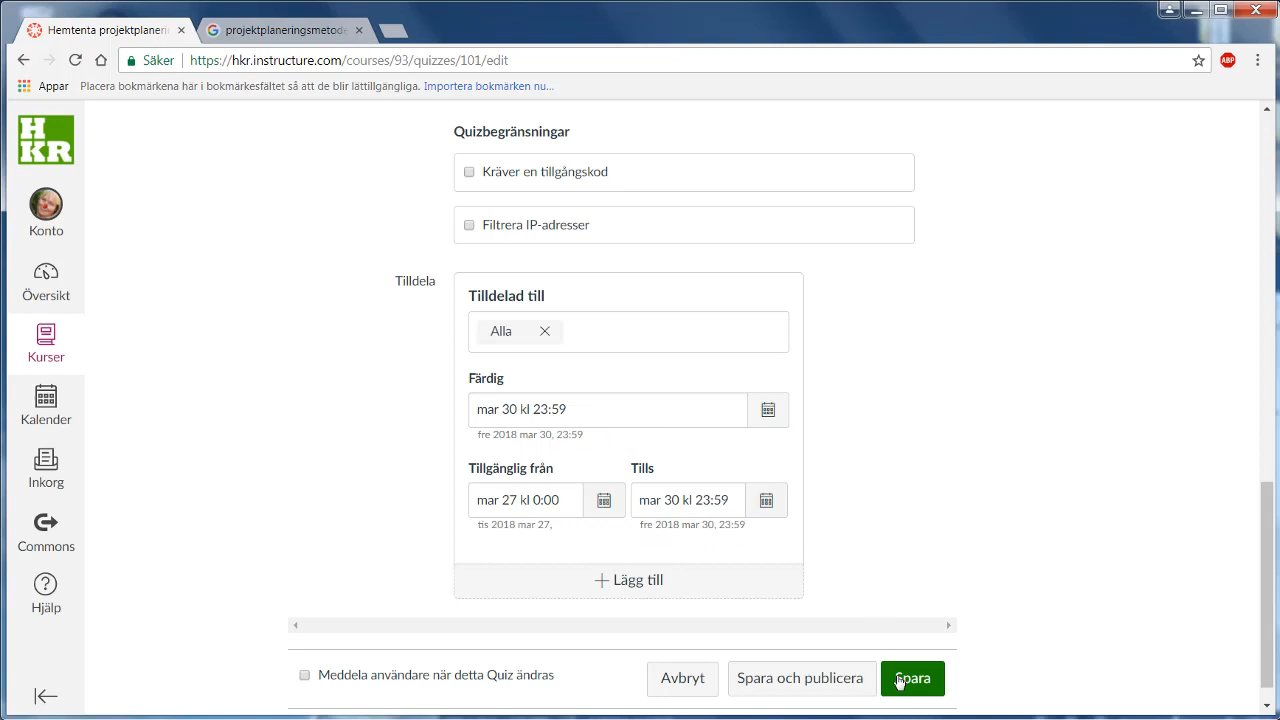 Hemtenta projektplaneri
projektplaneringsmetode
Säker
https://hkr.instructure.com/courses/93/quizzes/101/edit
ABP
Appar
Placera bokmärkena här i bokmärkesfältet så att de blir lättillgängliga. Importera bokmärken nu...
H
KR
Konto
Översikt
Kurser
Kalender
Inkorg
Commons
Hjälp
Quizbegränsningar
Kräver en tillgångskod
Filtrera IP-adresser
Tilldela
Tilldelad till
Alla
Färdig
mar 30 kl 23:59
fre 2018 mar 30, 23:59
Tillgänglig från
Tills
mar 27 kl 0:00
mar 30 kl 23:59
tis 2018 mar 27,
fre 2018 mar 30, 23:59
Lägg till
Meddela användare när detta Quiz ändras
Avbryt
Spara och publicera
Spara